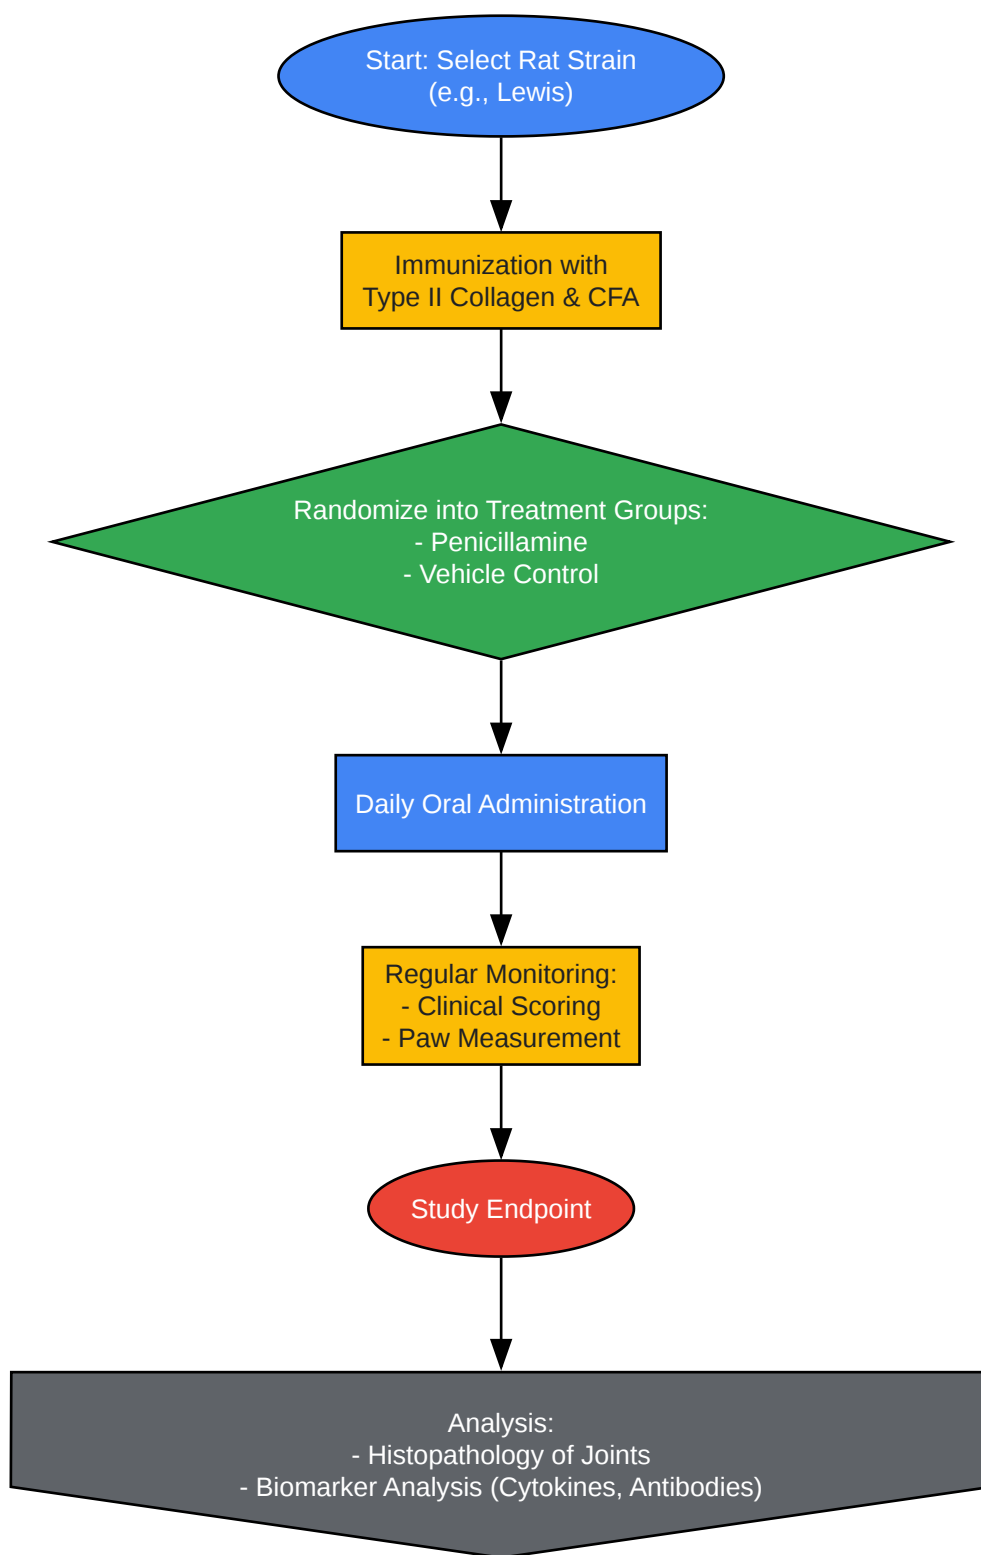 Start: Select Rat Strain
(e.g., Lewis)
Immunization with
Type II Collagen & CFA
Randomize into Treatment Groups:
- Penicillamine
- Vehicle Control
Daily Oral Administration
Regular Monitoring:
- Clinical Scoring
- Paw Measurement
Study Endpoint
Analysis:
- Histopathology of Joints
- Biomarker Analysis (Cytokines, Antibodies)